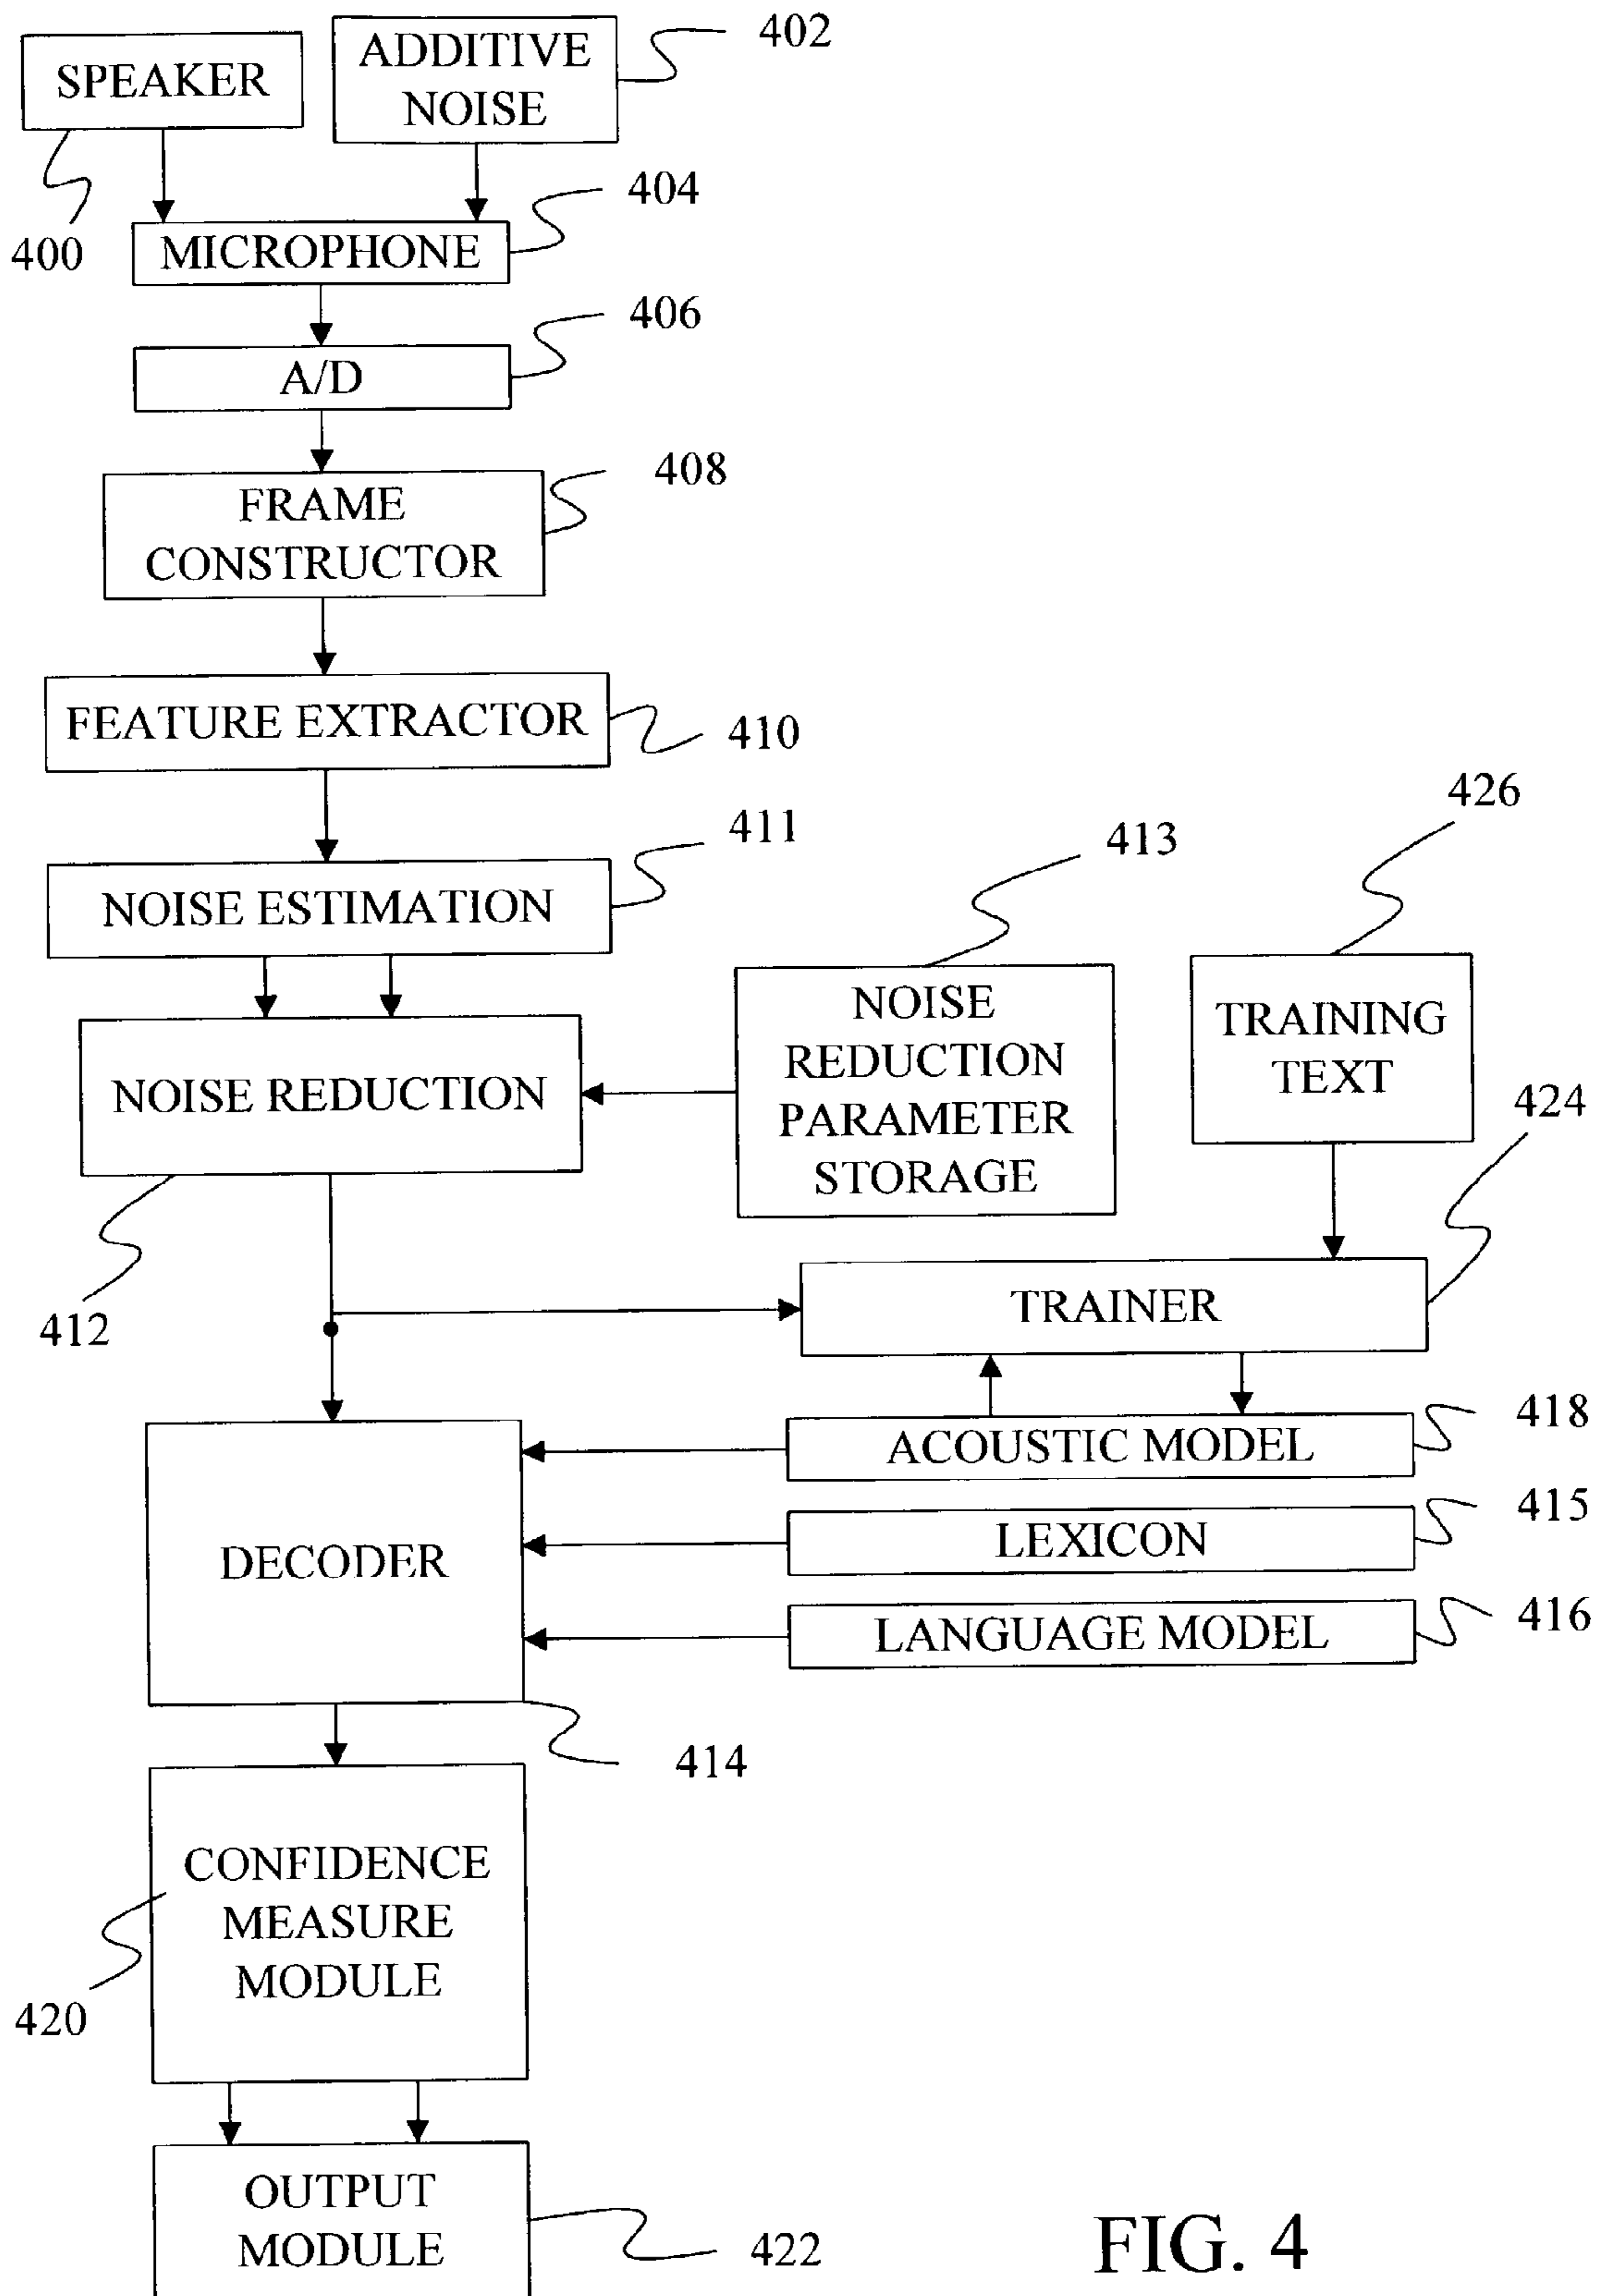 SPEAKER
ADDITIVE
NOISE
402
400
404
MICROPHONE
406
A/D
408
FRAME
CONSTRUCTOR
FEATURE EXTRACTOR
410
411
NOISE ESTIMATION
413
426
NOISE REDUCTION
412
NOISE
REDUCTION
PARAMETER
STORAGE
TRAINING
TEXT
424
TRAINER
418
ACOUSTIC MODEL
415
LEXICON
416
LANGUAGE MODEL
DECODER
414
CONFIDENCE
MEASURE
MODULE
420
OUTPUT
MODULE
422
FIG. 4